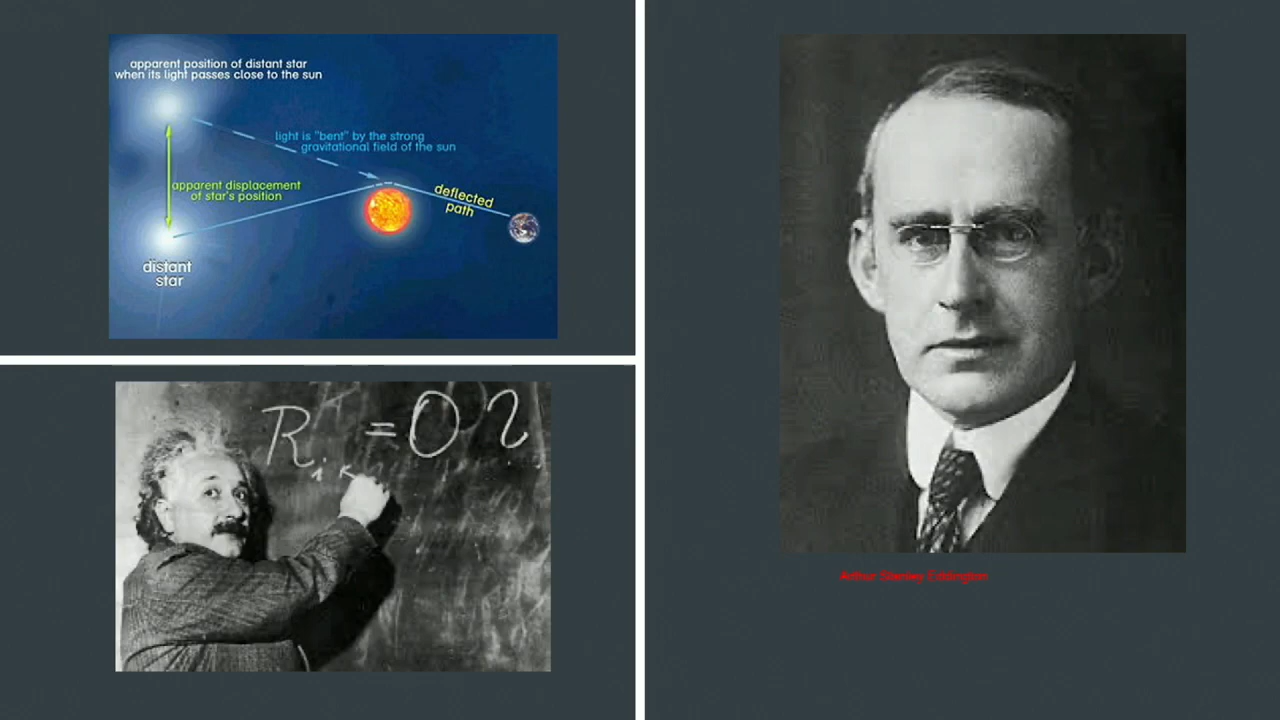 apparent position of distant star
when its light passes close to the sun
light is "bent" by the strong
gravitational field of the sun
apparent displacement
of star's position
deflected
path
distant
star
R i κ = 0 ?
Arthur Stanley Eddington